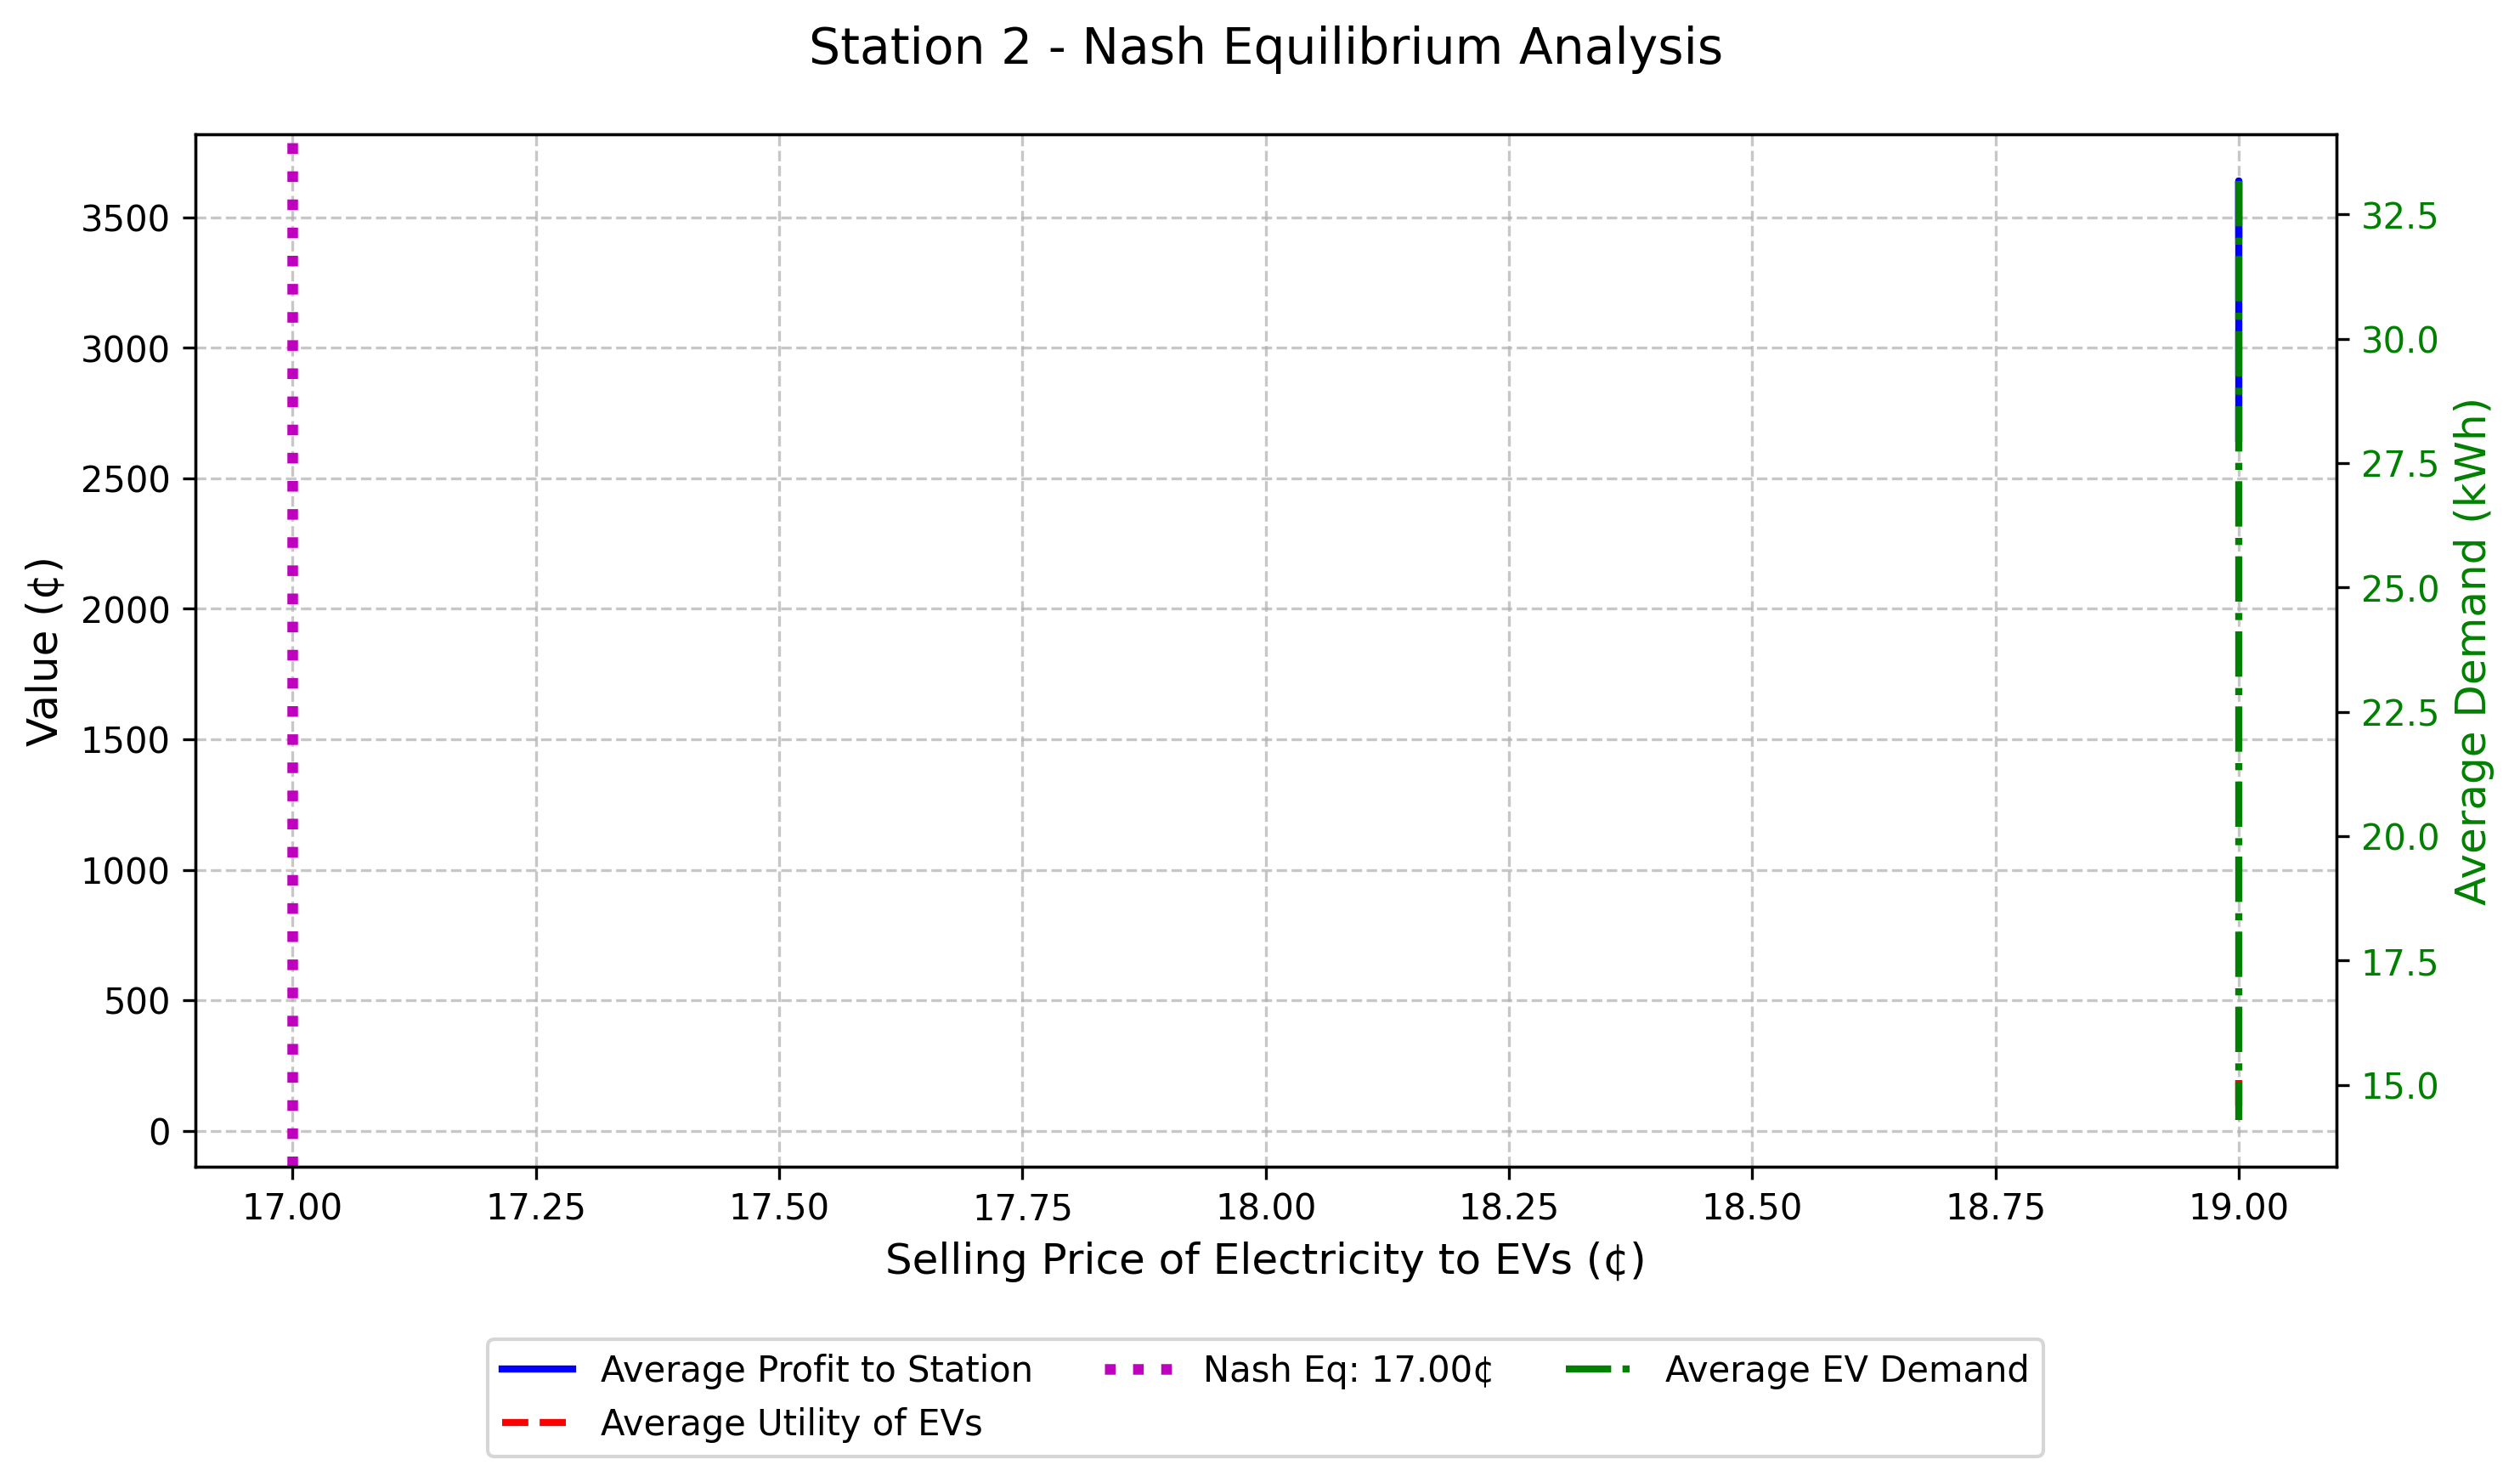 Station 2 - Nash Equilibrium Analysis
Value (¢)
3500
3000
2500
2000
1500
1000
500
0
32.5
30.0
27.5
25.0
22.5
20.0
17.5
15.0
Average Demand (kWh)
17.00 17.25 17.50 17.75 18.00 18.25 18.50 18.75 19.00
Selling Price of Electricity to EVs (¢)
Average Profit to Station
Average Utility of EVs
Nash Eq: 17.00¢
Average EV Demand